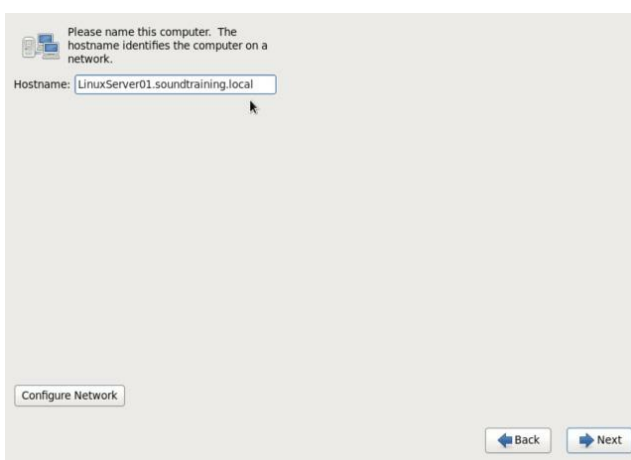 Please name this computer. The
hostname identifies the computer on a
network.
Hostname: LinuxServer01.soundtraining.local
Configure Network
Back Next